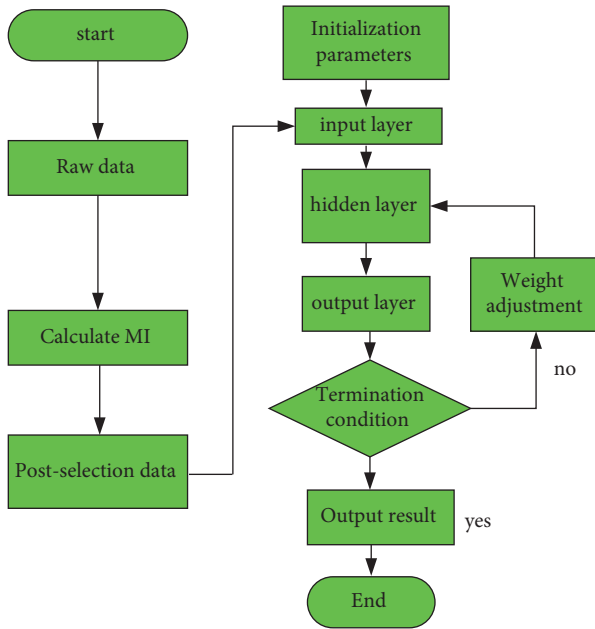 start
Raw data
Calculate MI
Post-selection data
Initialization
parameters
input layer
hidden layer
output layer
Weight
adjustment
Termination
condition
no
Output result
yes
End